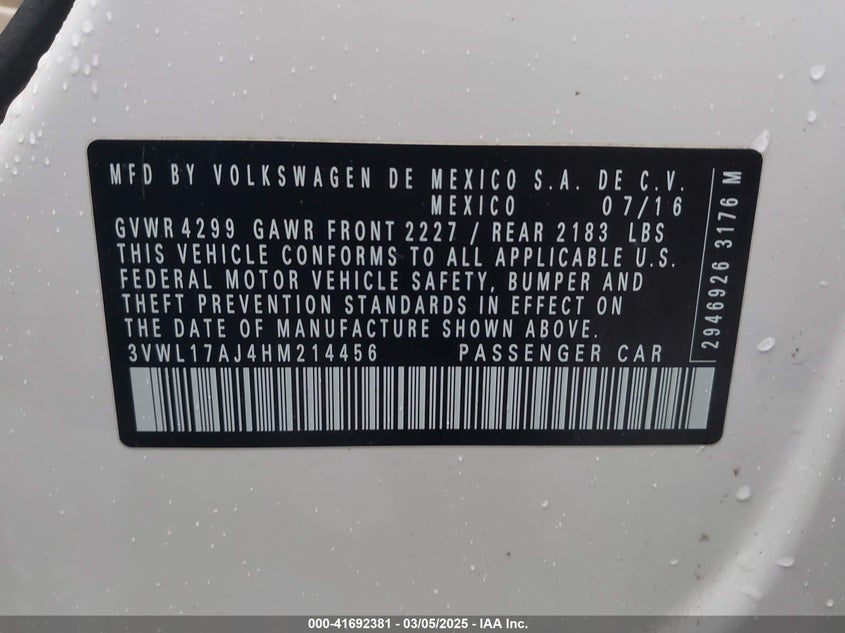 MFD BY VOLKSWAGEN DE MEXICO S.A. DE C.V.
MEXICO 07/16
GVWR 4299 GAWR FRONT 2227 / REAR 2183 LBS
THIS VEHICLE CONFORMS TO ALL APPLICABLE U.S.
FEDERAL MOTOR VEHICLE SAFETY, BUMPER AND
THEFT PREVENTION STANDARDS IN EFFECT ON
THE DATE OF MANUFACTURE SHOWN ABOVE.
3VWL17AJ4HM214456 PASSENGER CAR
2946926 3176 M
000-41692381 - 03/05/2025 - IAA Inc.